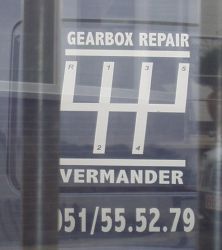 GEARBOX REPAIR
R 1 3 5
2 4
VERMANDER
051/55.52.79